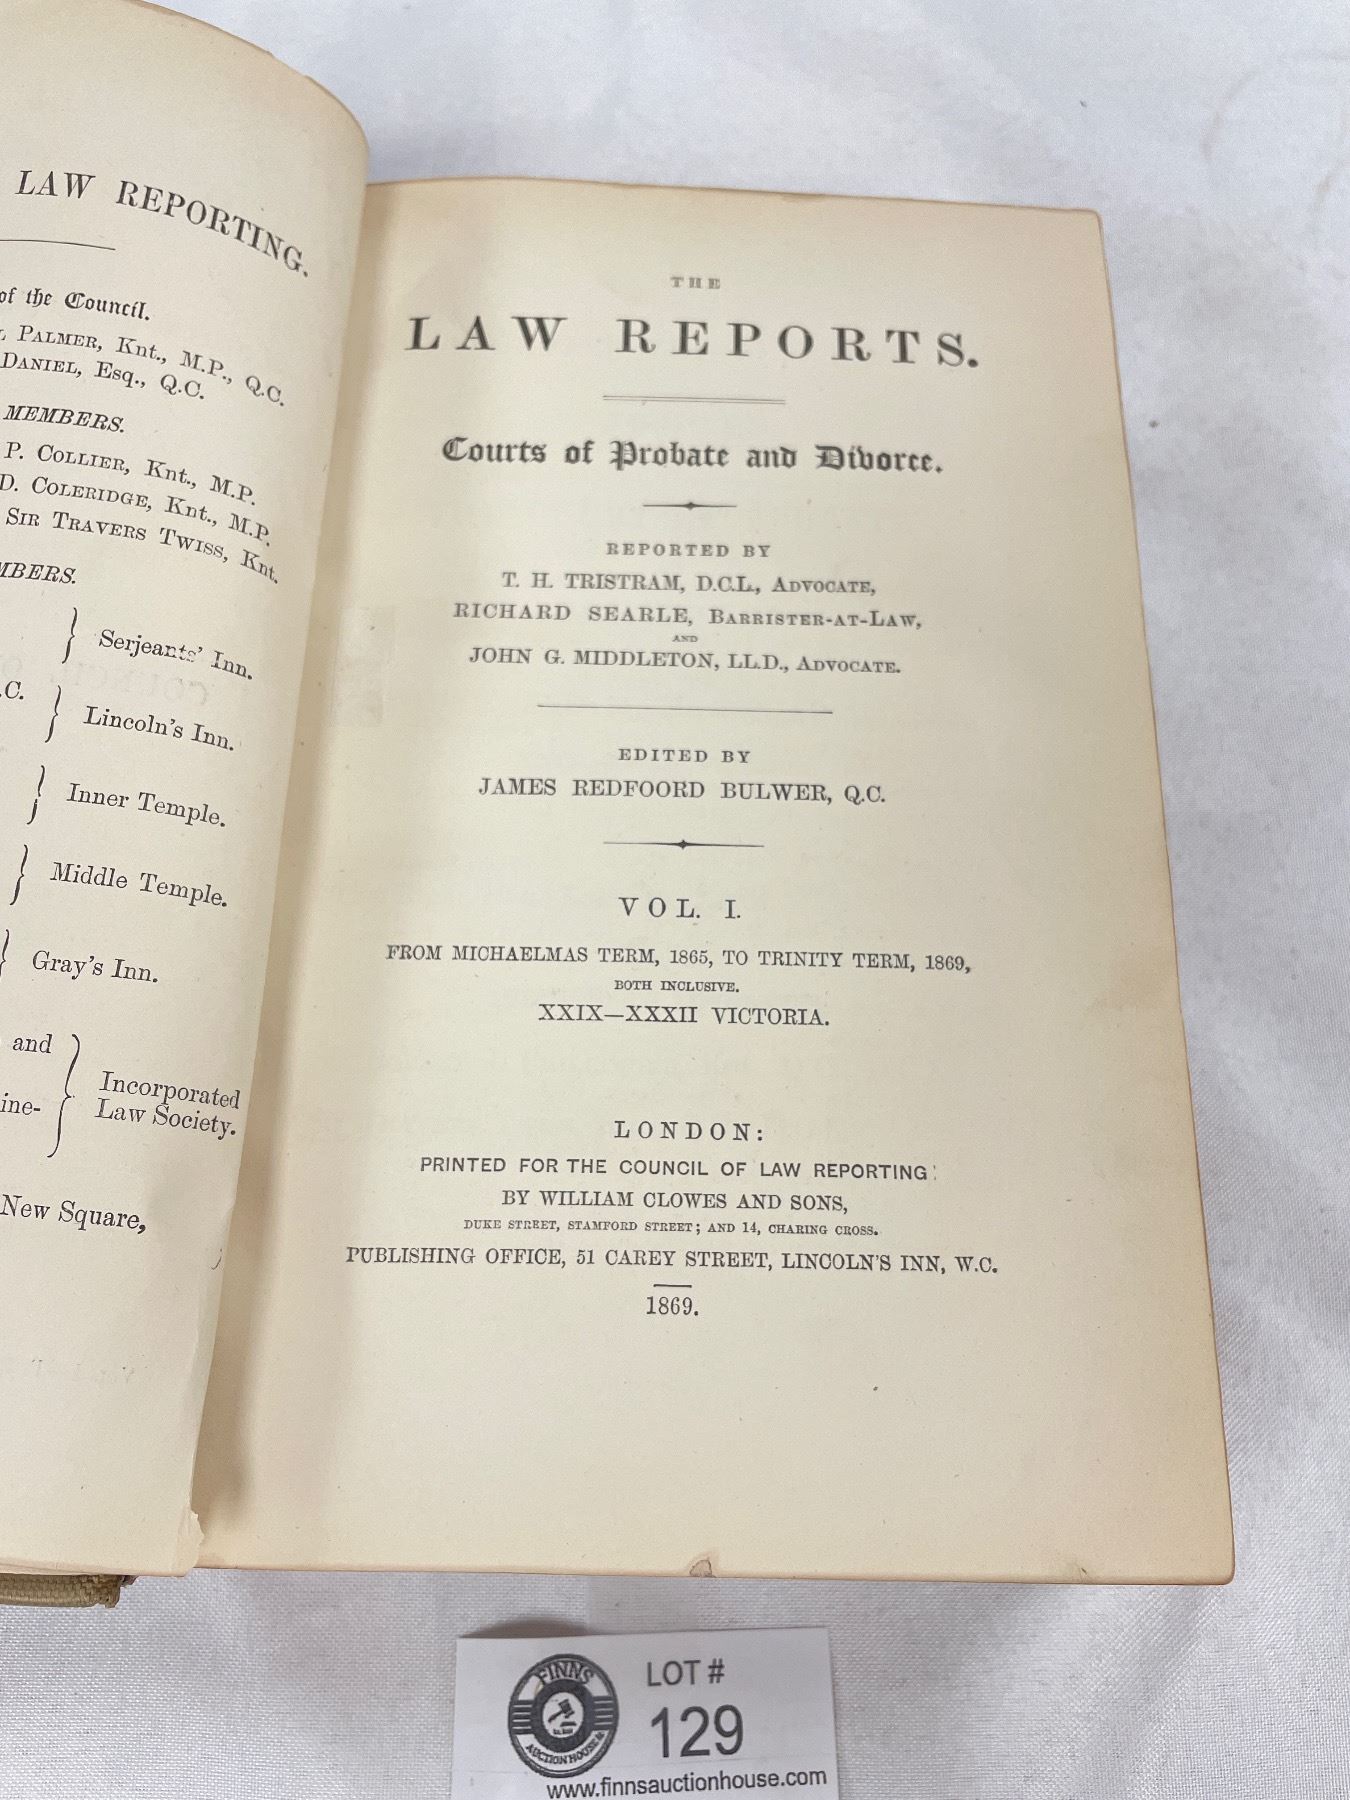 LAW REPORTING.
of the Council.
PALMER, Knt., M.P., Q.C.
DANIEL, Esq., Q.C.
MEMBERS.
P. COLLIER, Knt., M.P.
D. COLERIDGE, Knt., M.P.
SIR TRAVERS TWISS, Knt.
MBERS.
Serjeants' Inn.
.C.
Lincoln's Inn.
Inner Temple.
Middle Temple.
Gray's Inn.
and
ine-
Incorporated
Law Society.
New Square,
THE
LAW REPORTS.
Courts of Probate and Divorce.
REPORTED BY
T. H. TRISTRAM, D.C.L., ADVOCATE,
RICHARD SEARLE, BARRISTER-AT-LAW,
AND
JOHN G. MIDDLETON, LL.D., ADVOCATE.
EDITED BY
JAMES REDFOORD BULWER, Q.C.
VOL. I.
FROM MICHAELMAS TERM, 1865, TO TRINITY TERM, 1869,
BOTH INCLUSIVE.
XXIX—XXXII VICTORIA.
LONDON:
PRINTED FOR THE COUNCIL OF LAW REPORTING
BY WILLIAM CLOWES AND SONS,
DUKE STREET, STAMFORD STREET; AND 14, CHARING CROSS.
PUBLISHING OFFICE, 51 CAREY STREET, LINCOLN'S INN, W.C.
1869.
FINNS
AUCTION HOUSE
LOT #
129
www.finnsauctionhouse.com